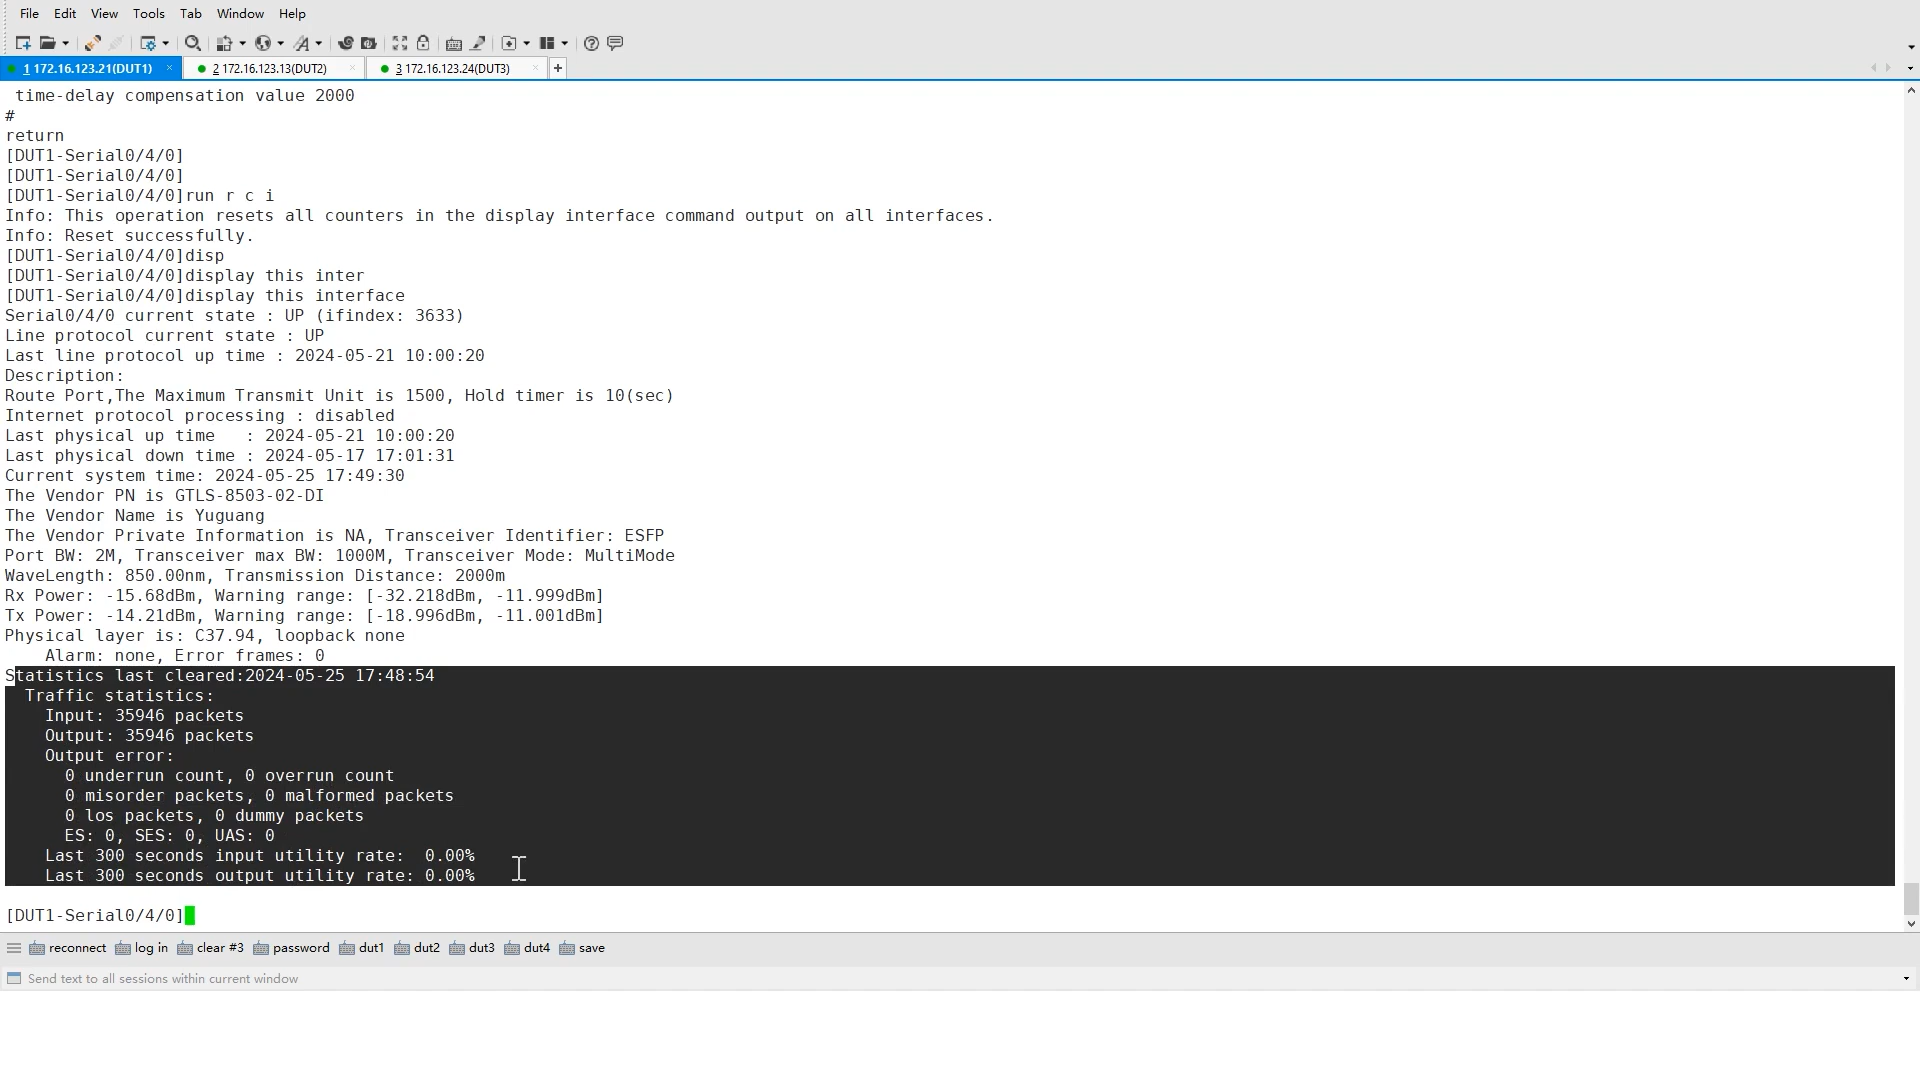 File Edit View Tools Tab Window Help
1 172.16.123.21(DUT1) × 2 172.16.123.13(DUT2) × 3 172.16.123.24(DUT3) × +
time-delay compensation value 2000
#
return
[DUT1-Serial0/4/0]
[DUT1-Serial0/4/0]
[DUT1-Serial0/4/0]run r c i
Info: This operation resets all counters in the display interface command output on all interfaces.
Info: Reset successfully.
[DUT1-Serial0/4/0]disp
[DUT1-Serial0/4/0]display this inter
[DUT1-Serial0/4/0]display this interface
Serial0/4/0 current state : UP (ifindex: 3633)
Line protocol current state : UP
Last line protocol up time : 2024-05-21 10:00:20
Description:
Route Port,The Maximum Transmit Unit is 1500, Hold timer is 10(sec)
Internet protocol processing : disabled
Last physical up time   : 2024-05-21 10:00:20
Last physical down time : 2024-05-17 17:01:31
Current system time: 2024-05-25 17:49:30
The Vendor PN is GTLS-8503-02-DI
The Vendor Name is Yuguang
The Vendor Private Information is NA, Transceiver Identifier: ESFP
Port BW: 2M, Transceiver max BW: 1000M, Transceiver Mode: MultiMode
WaveLength: 850.00nm, Transmission Distance: 2000m
Rx Power: -15.68dBm, Warning range: [-32.218dBm, -11.999dBm]
Tx Power: -14.21dBm, Warning range: [-18.996dBm, -11.001dBm]
Physical layer is: C37.94, loopback none
Alarm: none, Error frames: 0
Statistics last cleared:2024-05-25 17:48:54
Traffic statistics:
Input: 35946 packets
Output: 35946 packets
Output error:
0 underrun count, 0 overrun count
0 misorder packets, 0 malformed packets
0 los packets, 0 dummy packets
ES: 0, SES: 0, UAS: 0
Last 300 seconds input utility rate:  0.00%
Last 300 seconds output utility rate: 0.00%
[DUT1-Serial0/4/0]
reconnect log in clear #3 password dut1 dut2 dut3 dut4 save
Send text to all sessions within current window